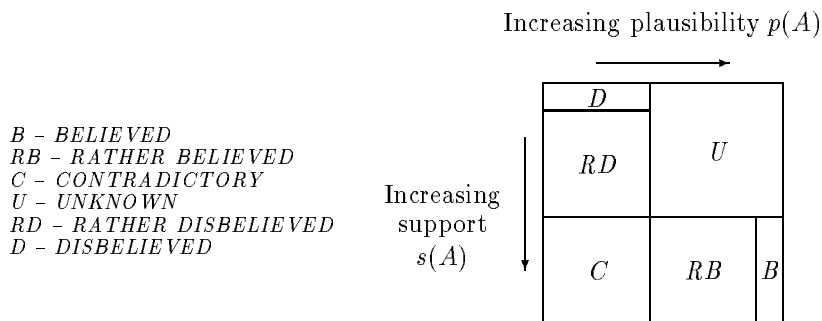 Increasing plausibility p(A)
B – BELIEVED
RB – RATHER BELIEVED
C – CONTRADICTORY
U – UNKNOWN
RD – RATHER DISBELIEVED
D – DISBELIEVED
Increasing
support
s(A)
D
RD
U
C
RB
B